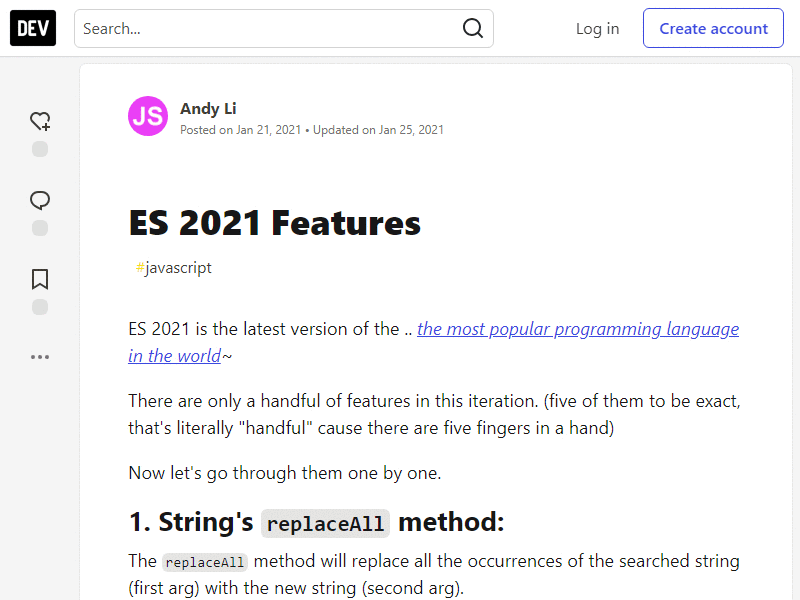 DEV
Search...
Log in
Create account
JS
Andy Li
Posted on Jan 21, 2021 • Updated on Jan 25, 2021
ES 2021 Features
#javascript
ES 2021 is the latest version of the .. the most popular programming language
in the world~
There are only a handful of features in this iteration. (five of them to be exact,
that's literally "handful" cause there are five fingers in a hand)
Now let's go through them one by one.
1. String's replaceAll method:
The replaceAll method will replace all the occurrences of the searched string
(first arg) with the new string (second arg).